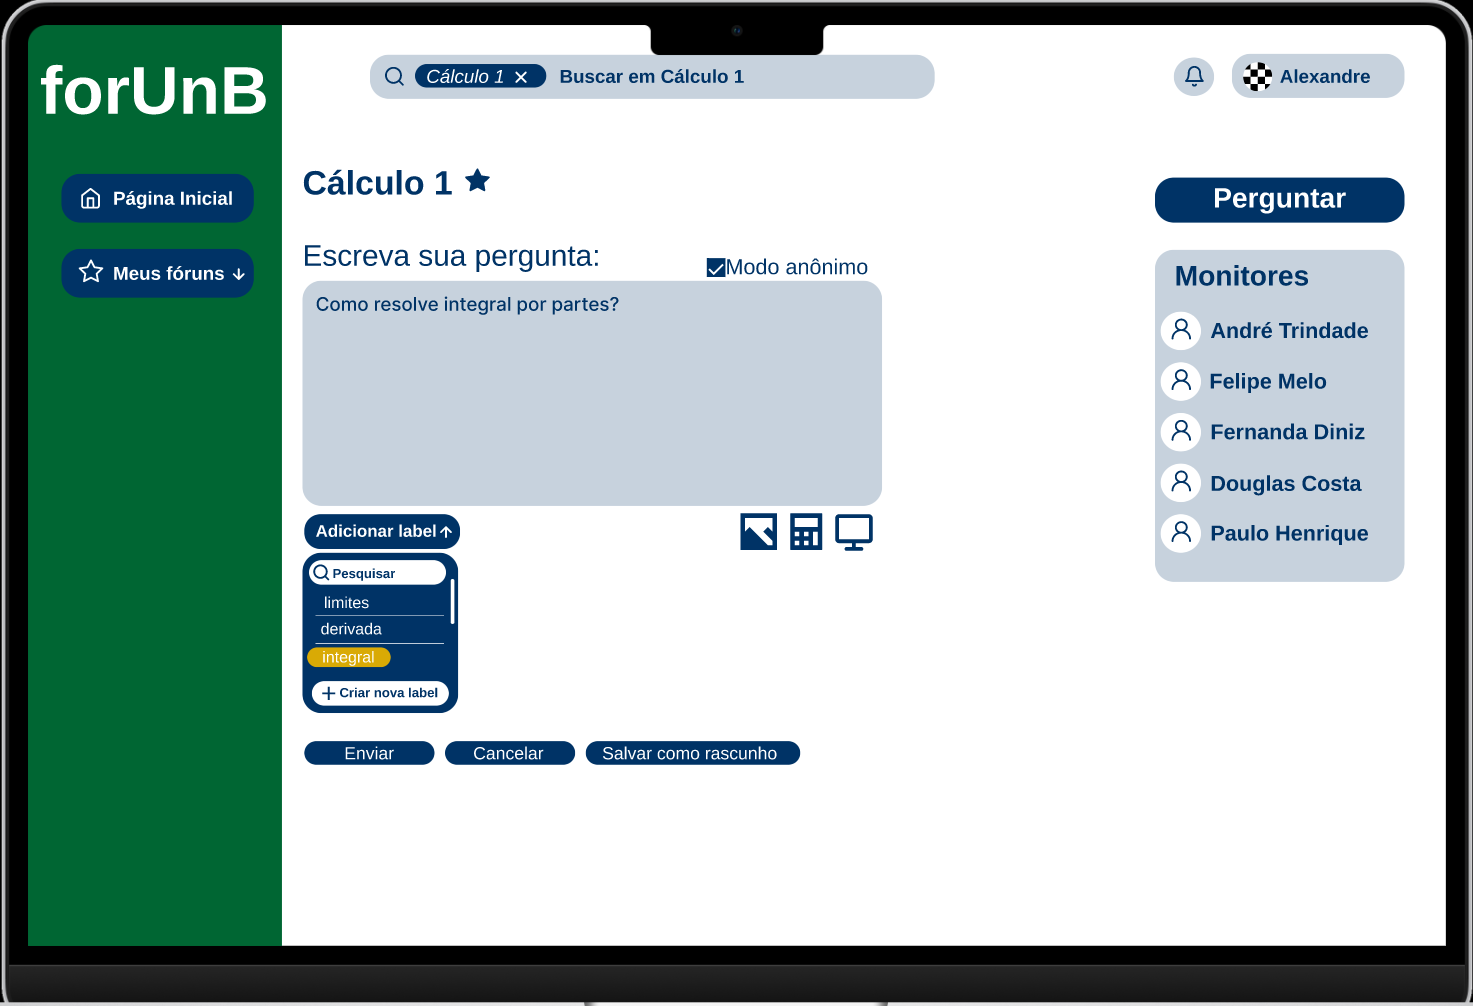 forUnB
Página Inicial
Meus fóruns
Cálculo 1 Buscar em Cálculo 1
Alexandre
Cálculo 1
Escreva sua pergunta:
Modo anônimo
Como resolve integral por partes?
Adicionar label
Pesquisar
limites
derivada
integral
Criar nova label
Enviar
Cancelar
Salvar como rascunho
Perguntar
Monitores
André Trindade
Felipe Melo
Fernanda Diniz
Douglas Costa
Paulo Henrique